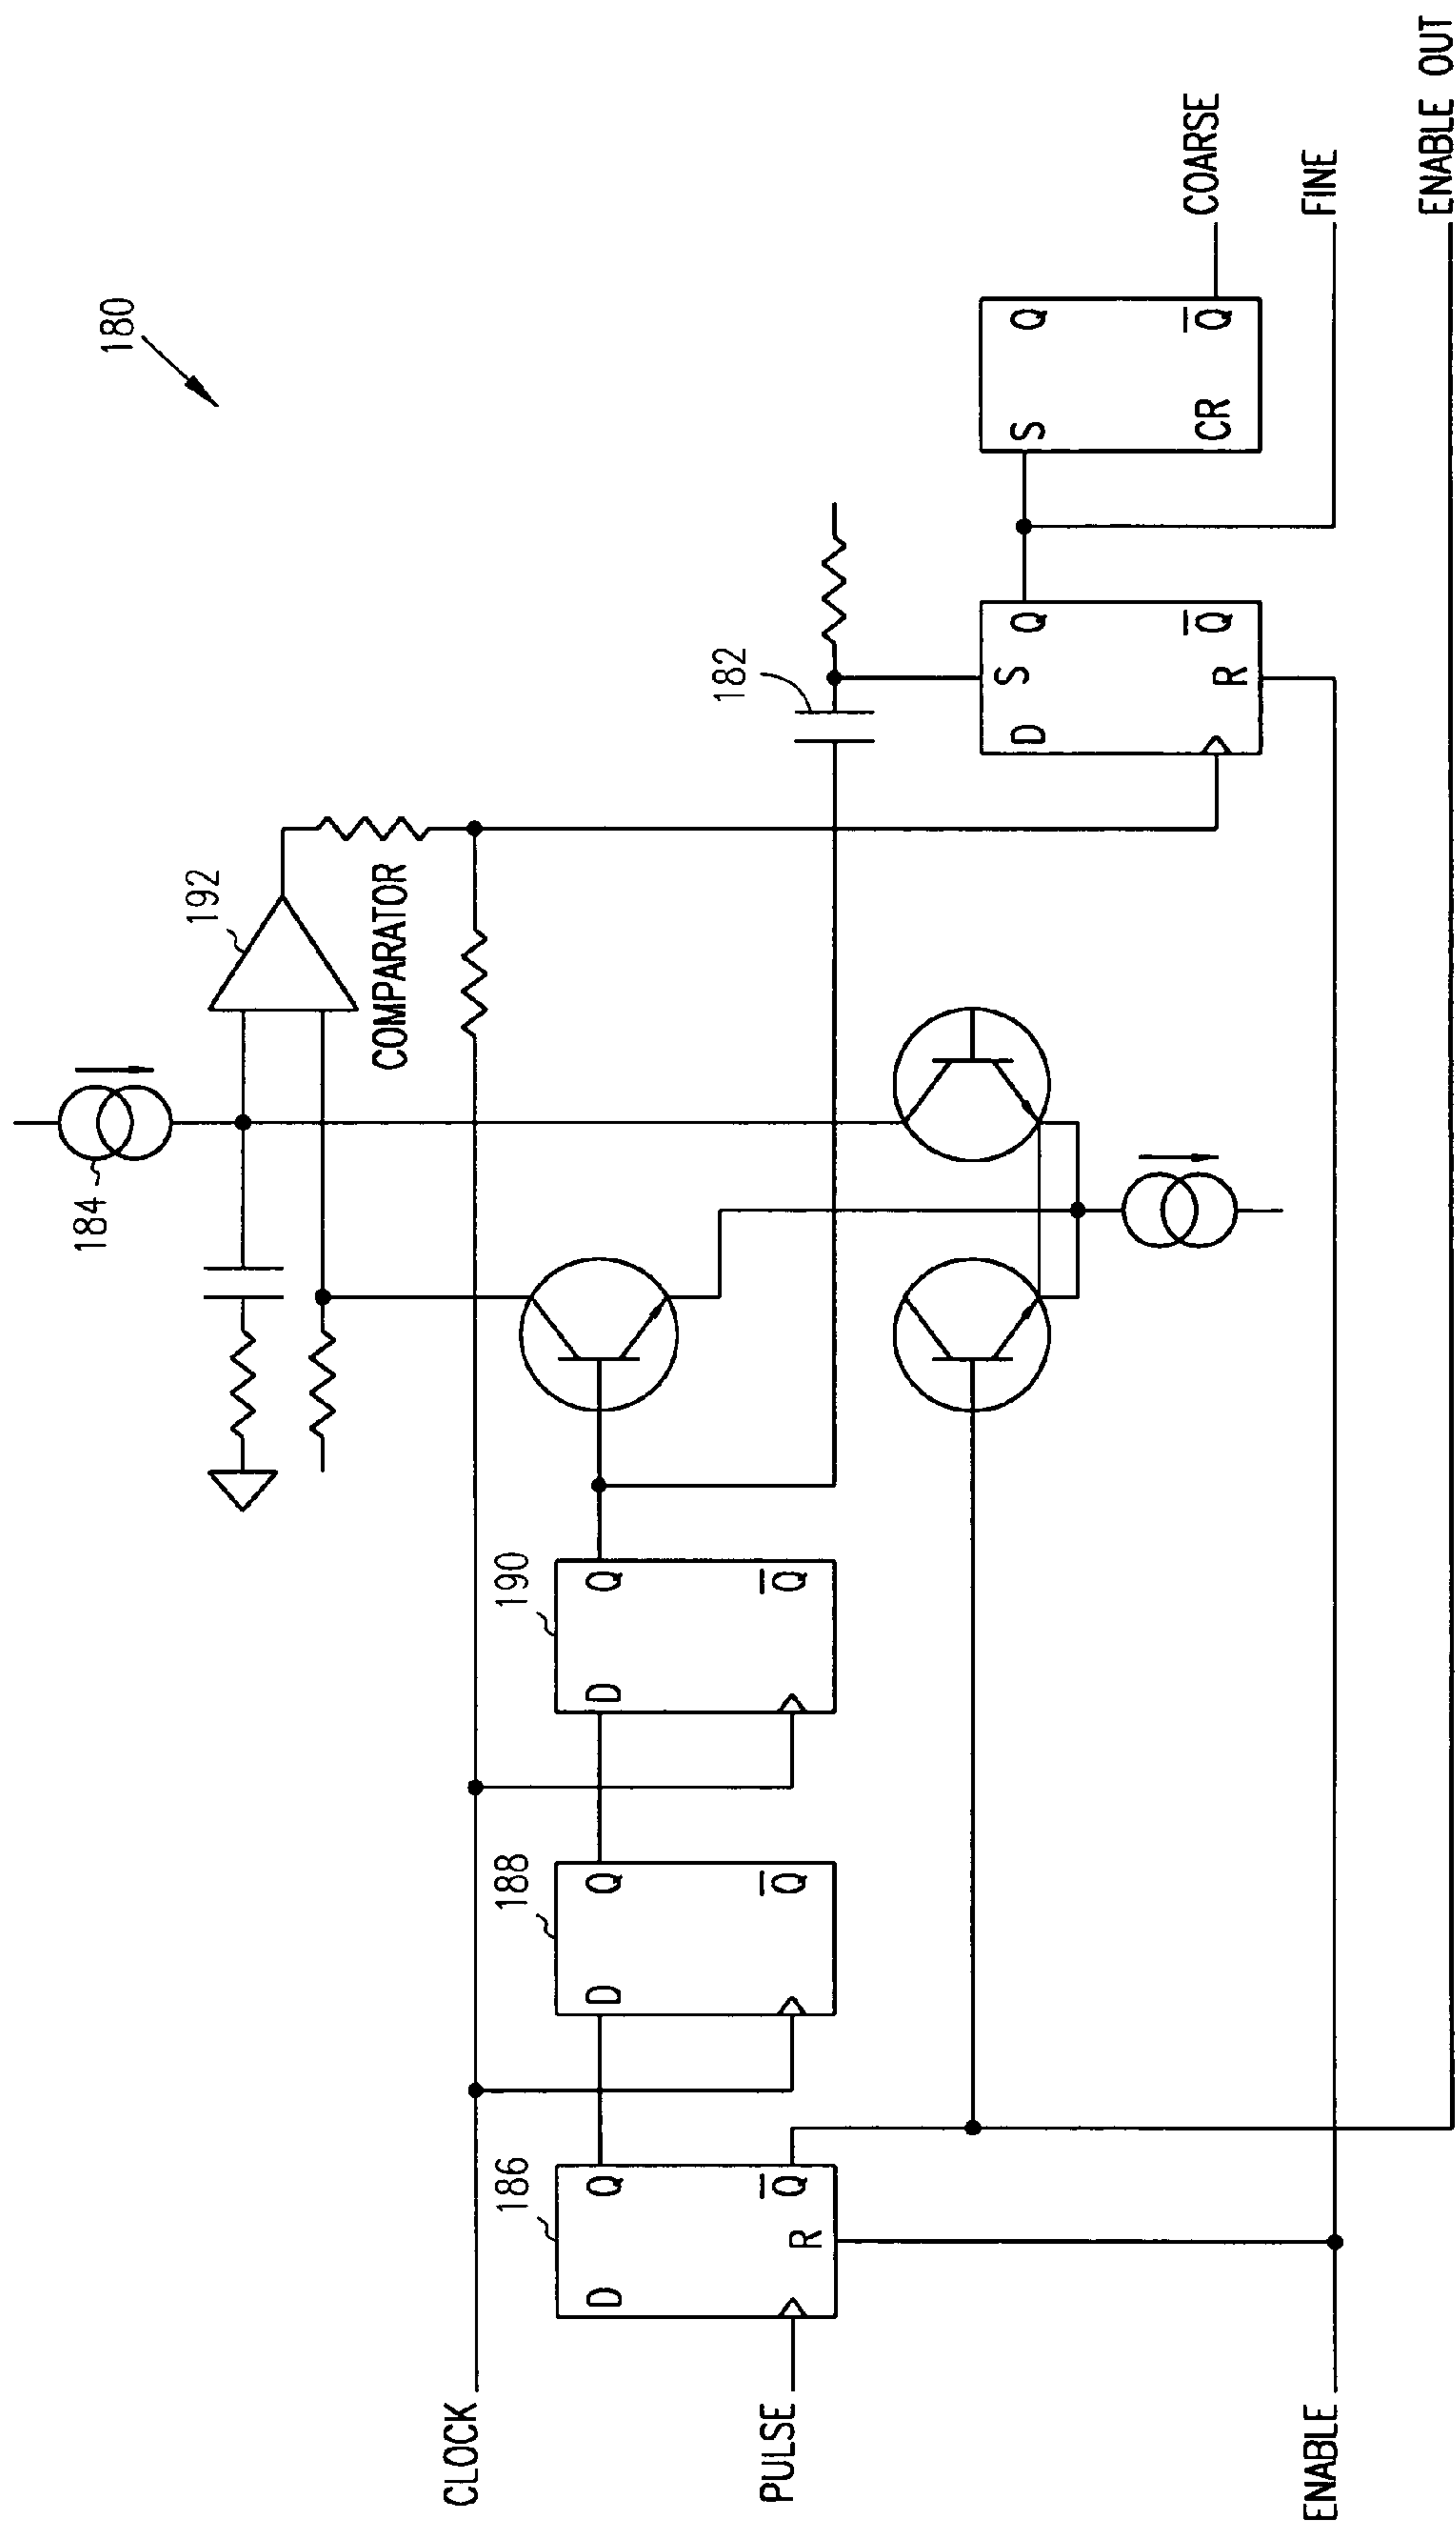 184
180
192
COMPARATOR
CLOCK
186
188
190
D Q
D Q
D Q
182
PULSE
R Q̅
Q̅
Q̅
D S Q
S Q
COARSE
R Q̅
CR Q̅
ENABLE
FINE
ENABLE OUT